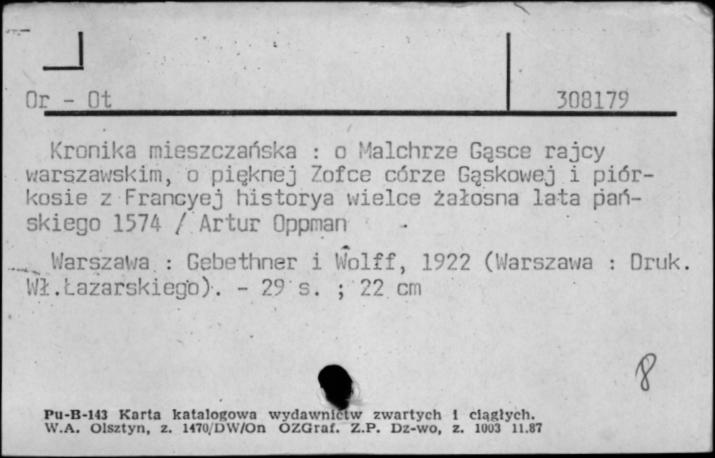 Or - Ot 308179
Kronika mieszczańska : o Malchrze Gąsce rajcy
warszawskim, o pięknej Zofce córze Gąskowej i piór-
kosie z Francyej historya wielce żałosna lata pań-
skiego 1574 / Artur Oppman
Warszawa : Gebethner i Wolff, 1922 (Warszawa : Druk.
Wł.Łazarskiego). - 29 s. ; 22 cm
8
Pu-B-143 Karta katalogowa wydawnictw zwartych i ciągłych.
W.A. Olsztyn, z. 1470/DW/On OZGraf. Z.P. Dz-wo, z. 1003 11.87